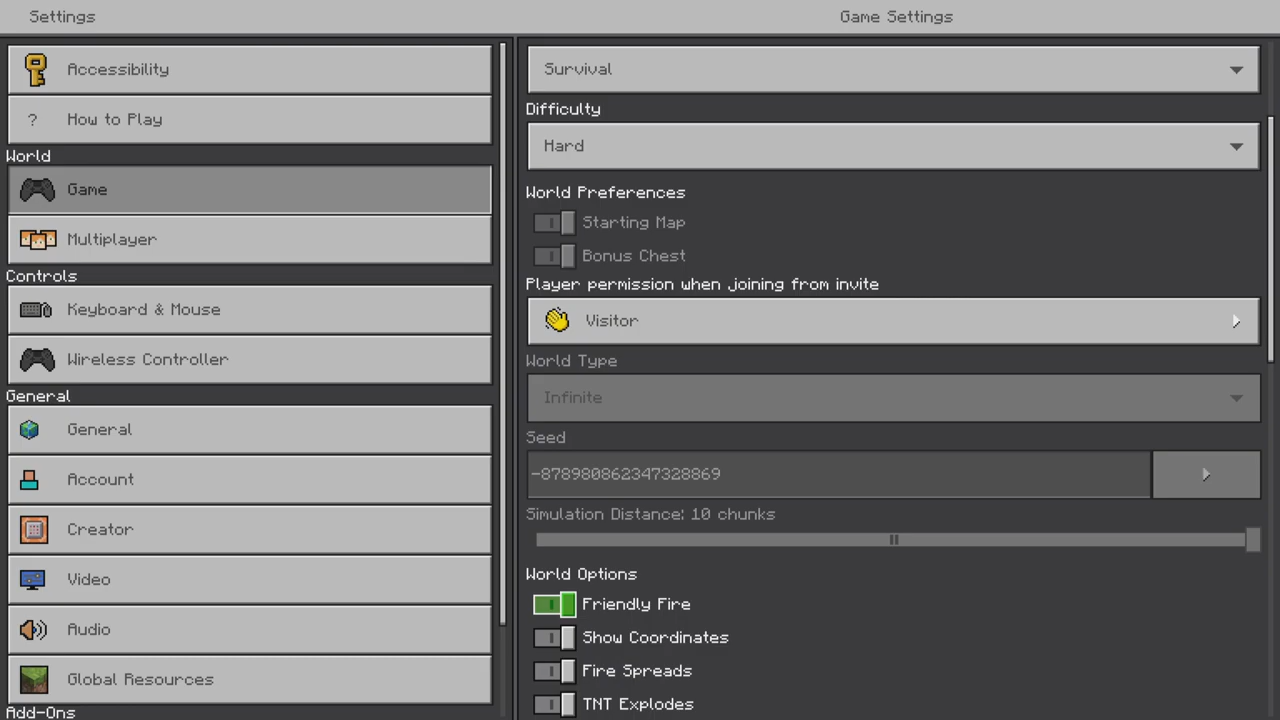 Settings
Game Settings
Accessibility
? How to Play
World
Game
Multiplayer
Controls
Keyboard & Mouse
Wireless Controller
General
General
Account
Creator
Video
Audio
Global Resources
Add-Ons
Survival
Difficulty
Hard
World Preferences
Starting Map
Bonus Chest
Player permission when joining from invite
Visitor
World Type
Infinite
Seed
-878980862347328869
Simulation Distance: 10 chunks
World Options
Friendly Fire
Show Coordinates
Fire Spreads
TNT Explodes